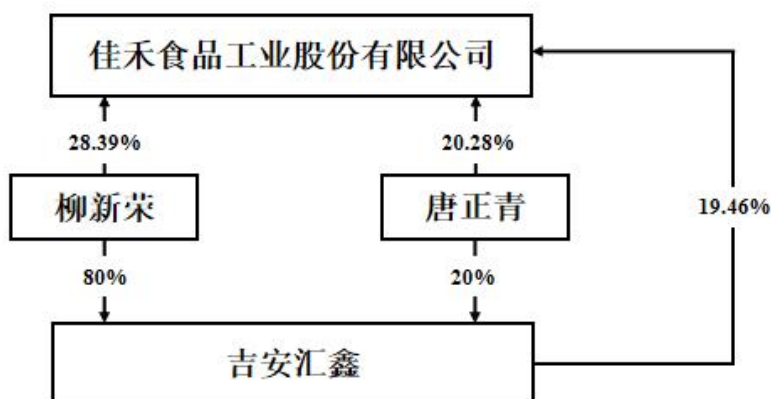 佳禾食品工业股份有限公司
28.39%
20.28%
柳新荣
唐正青
19.46%
80%
20%
吉安汇鑫